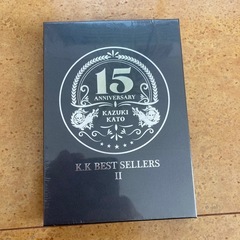 15
ANNIVERSARY
KAZUKI
KATO
K.K BEST SELLERS
II